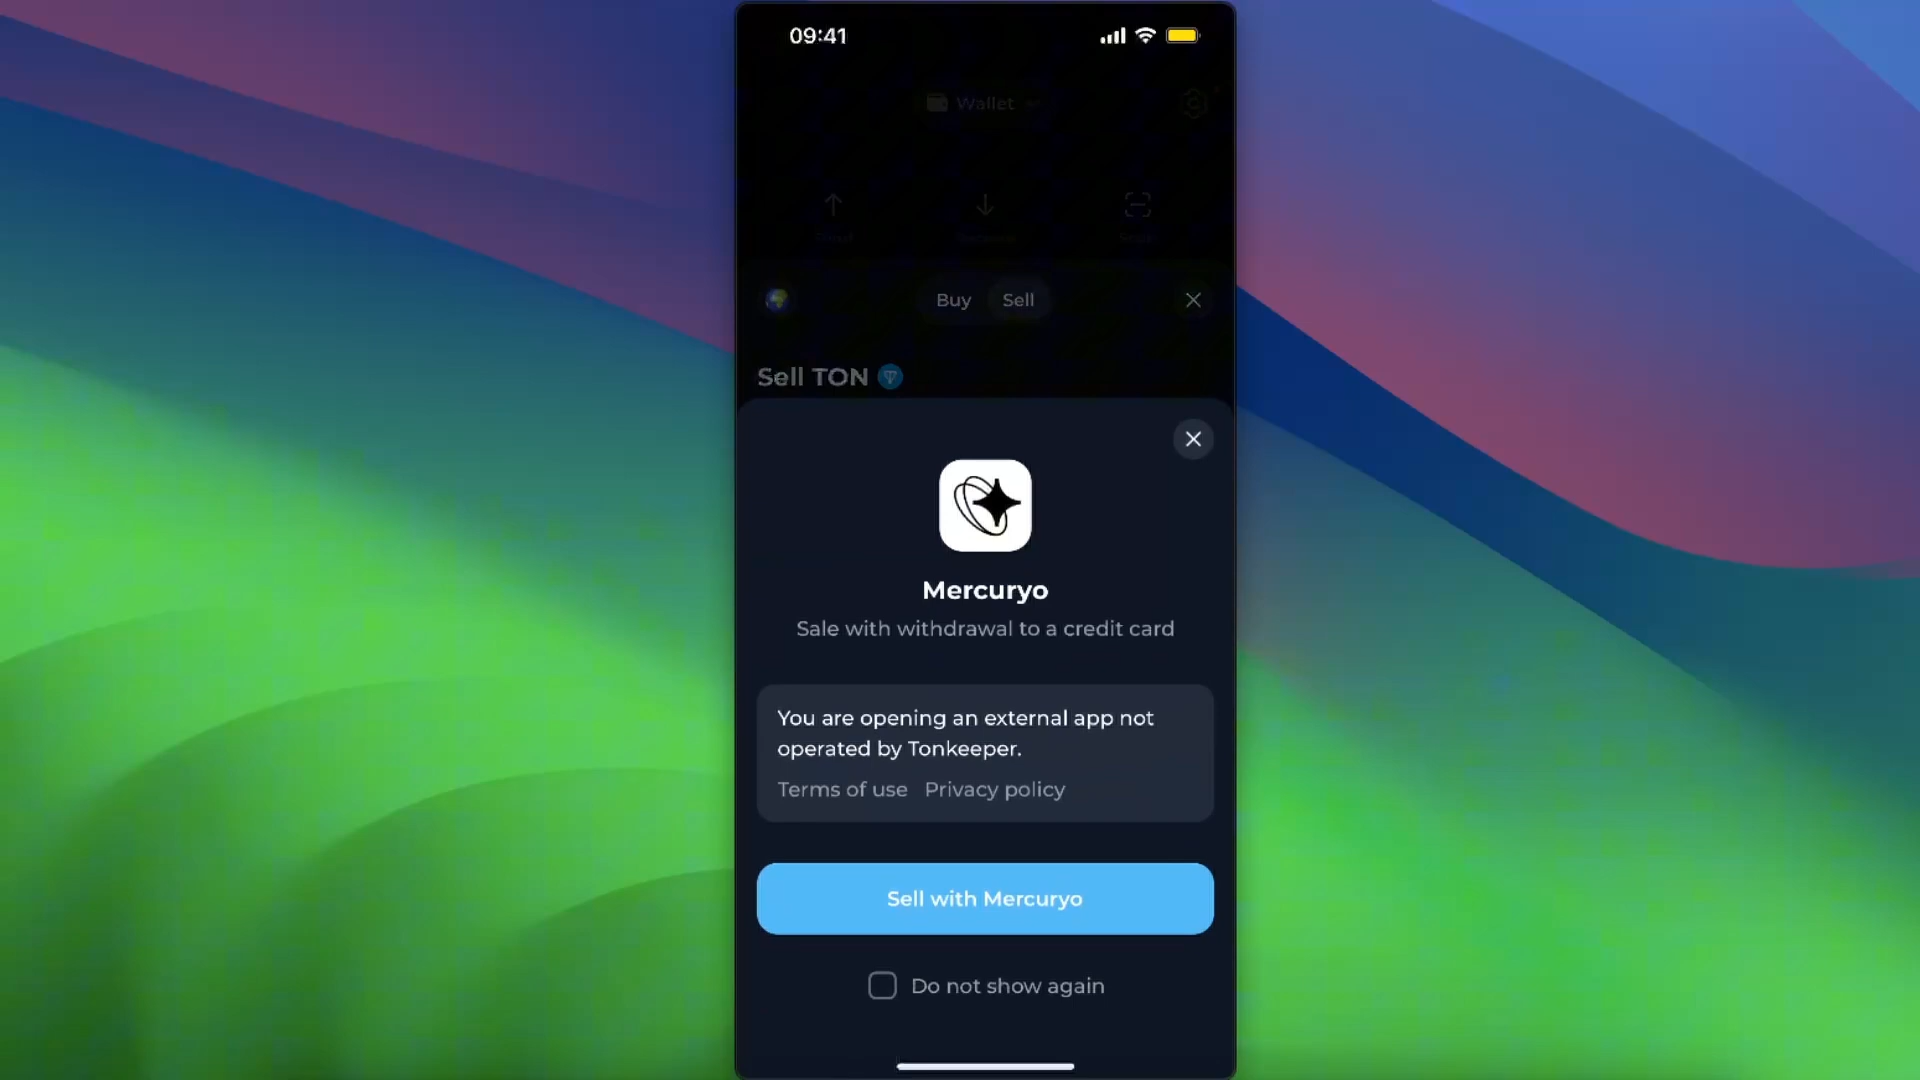 09:41
Wallet
Buy Sell
Sell TON
Mercuryo
Sale with withdrawal to a credit card
You are opening an external app not
operated by Tonkeeper.
Terms of use Privacy policy
Sell with Mercuryo
Do not show again